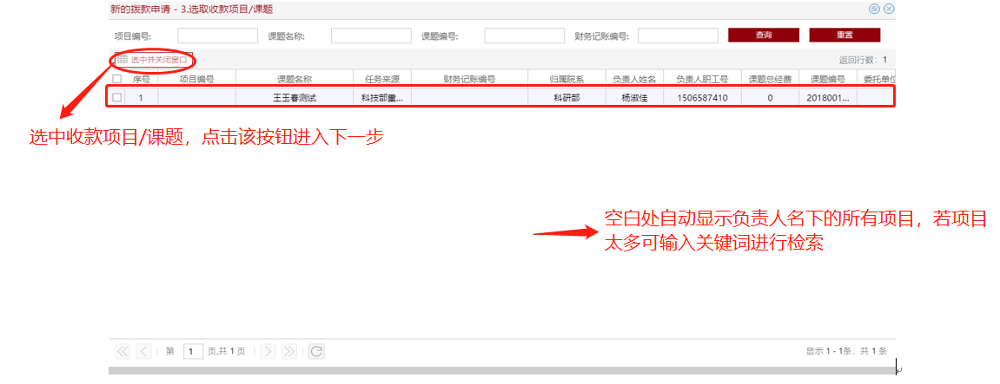 新的拨款申请 - 3.选取收款项目/课题
项目编号: 课题名称: 课题编号: 财务记账编号: 查询 重置
选中并关闭窗口 返回行数: 1
序号 项目编号 课题名称 任务来源 财务记账编号 归属院系 负责人姓名 负责人职工号 课题总经费 课题编号 委托单位
1 王玉春测试 科技部重... 科研部 杨淑佳 1506587410 0 2018001...
选中收款项目/课题，点击该按钮进入下一步
空白处自动显示负责人名下的所有项目，若项目
太多可输入关键词进行检索
第 1 页,共 1 页 显示 1 - 1条，共 1 条